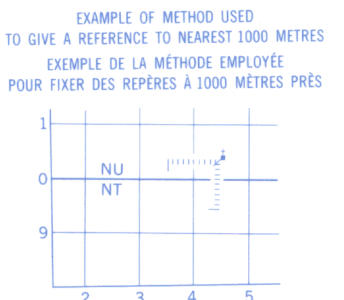 EXAMPLE OF METHOD USED
TO GIVE A REFERENCE TO NEAREST 1000 METRES
EXEMPLE DE LA MÉTHODE EMPLOYÉE
POUR FIXER DES REPÈRES À 1000 MÈTRES PRÈS
1
NU
0
NT
9
2 3 4 5